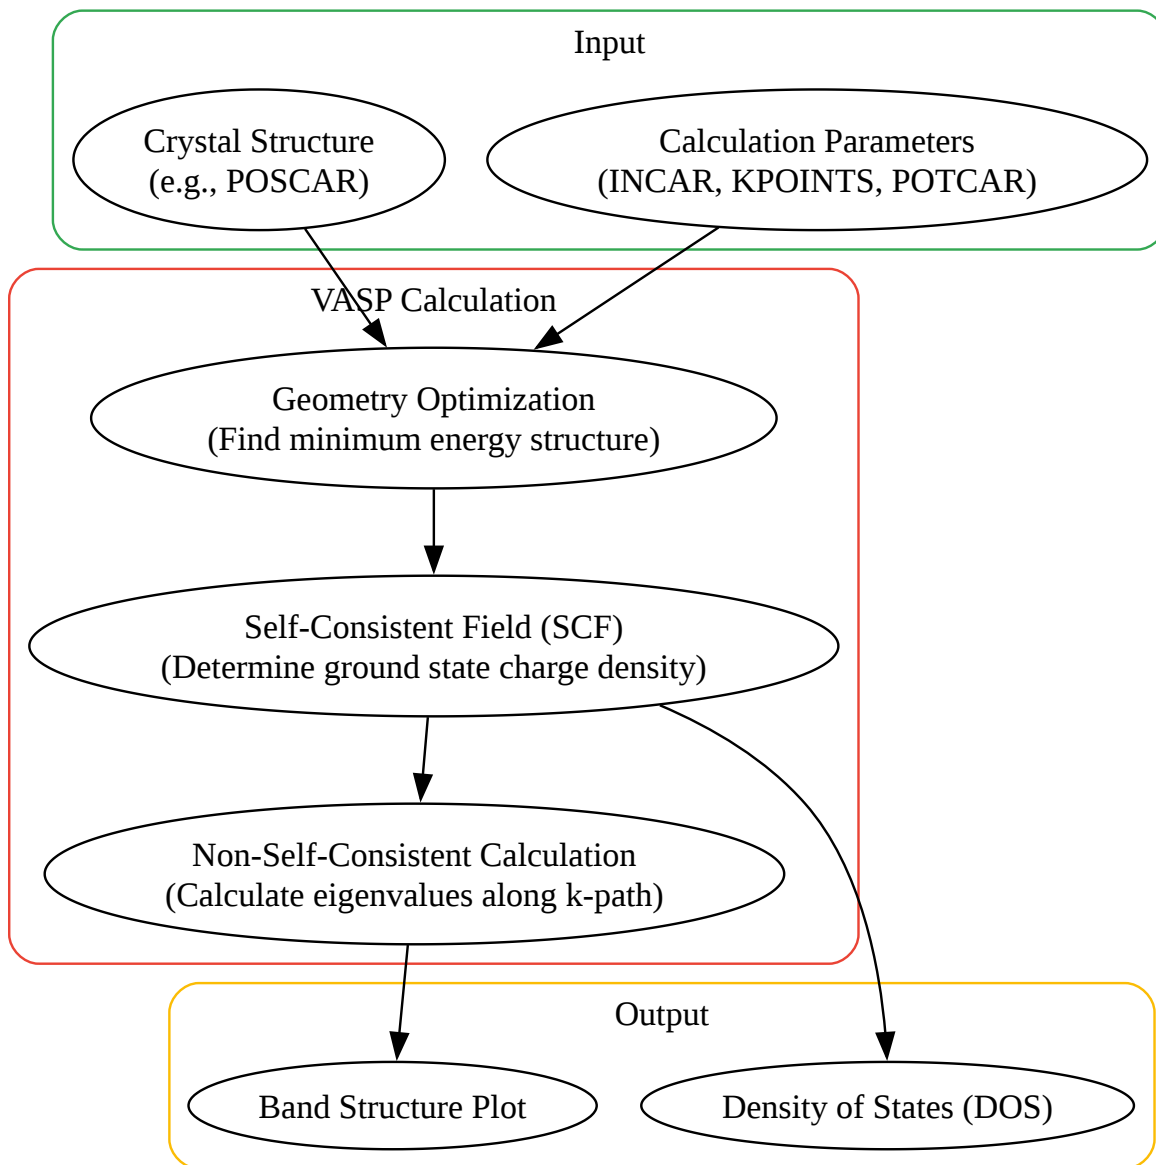 Input
Crystal Structure
(e.g., POSCAR)
Calculation Parameters
(INCAR, KPOINTS, POTCAR)
VASP Calculation
Geometry Optimization
(Find minimum energy structure)
Self-Consistent Field (SCF)
(Determine ground state charge density)
Non-Self-Consistent Calculation
(Calculate eigenvalues along k-path)
Output
Band Structure Plot
Density of States (DOS)